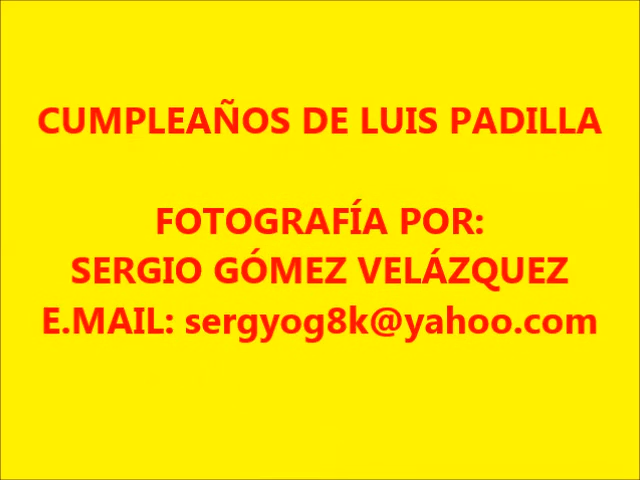 CUMPLEAÑOS DE LUIS PADILLA
FOTOGRAFÍA POR:
SERGIO GÓMEZ VELÁZQUEZ
E.MAIL: sergyog8k@yahoo.com